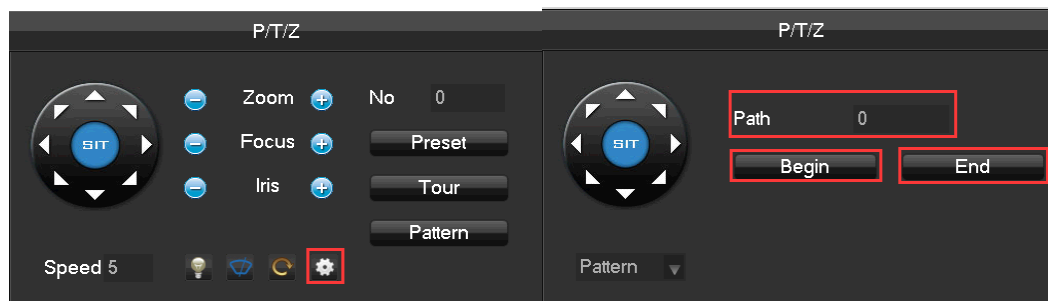 P/T/Z
SIT
Zoom
No 0
Focus
Preset
Iris
Tour
Pattern
Speed 5
P/T/Z
SIT
Path 0
Begin
End
Pattern